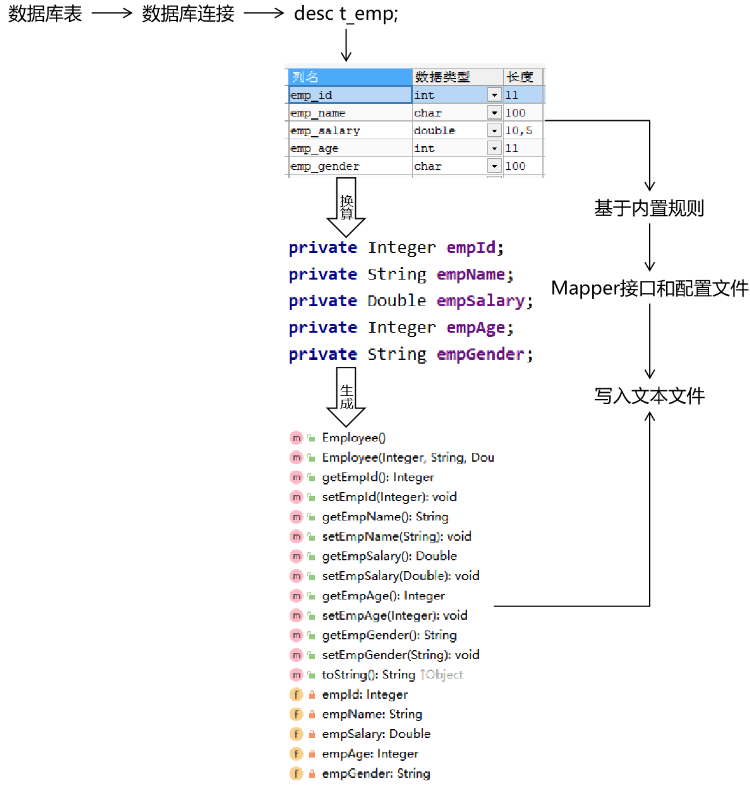 数据库表 数据库连接 desc t_emp;
列名 数据类型 长度
emp_id int 11
emp_name char 100
emp_salary double 10,5
emp_age int 11
emp_gender char 100
换算
基于内置规则
private Integer empId;
private String empName;
private Double empSalary;
private Integer empAge;
private String empGender;
Mapper接口和配置文件
生成
写入文本文件
m Employee()
m Employee(Integer, String, Dou
m getEmpId(): Integer
m setEmpId(Integer): void
m getEmpName(): String
m setEmpName(String): void
m getEmpSalary(): Double
m setEmpSalary(Double): void
m getEmpAge(): Integer
m setEmpAge(Integer): void
m getEmpGender(): String
m setEmpGender(String): void
m toString(): String ↑Object
f empId: Integer
f empName: String
f empSalary: Double
f empAge: Integer
f empGender: String